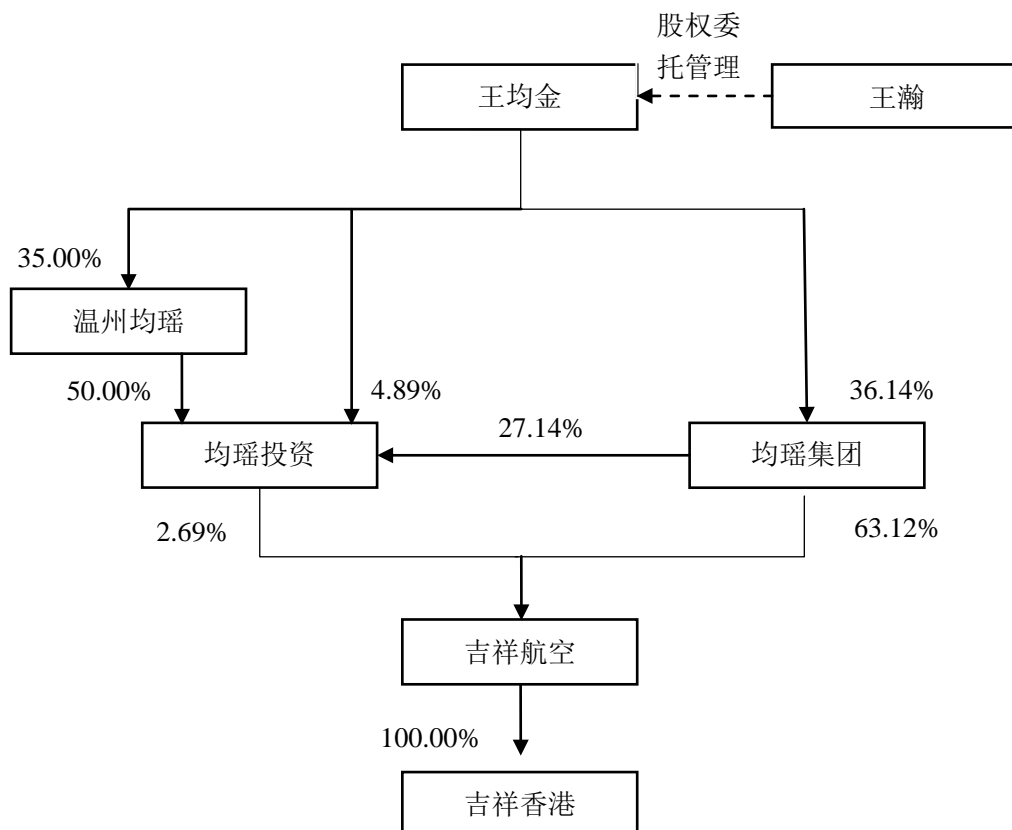 股权委
托管理
王均金
王瀚
35.00%
温州均瑶
50.00%
4.89%
36.14%
27.14%
均瑶投资
均瑶集团
2.69%
63.12%
吉祥航空
100.00%
吉祥香港